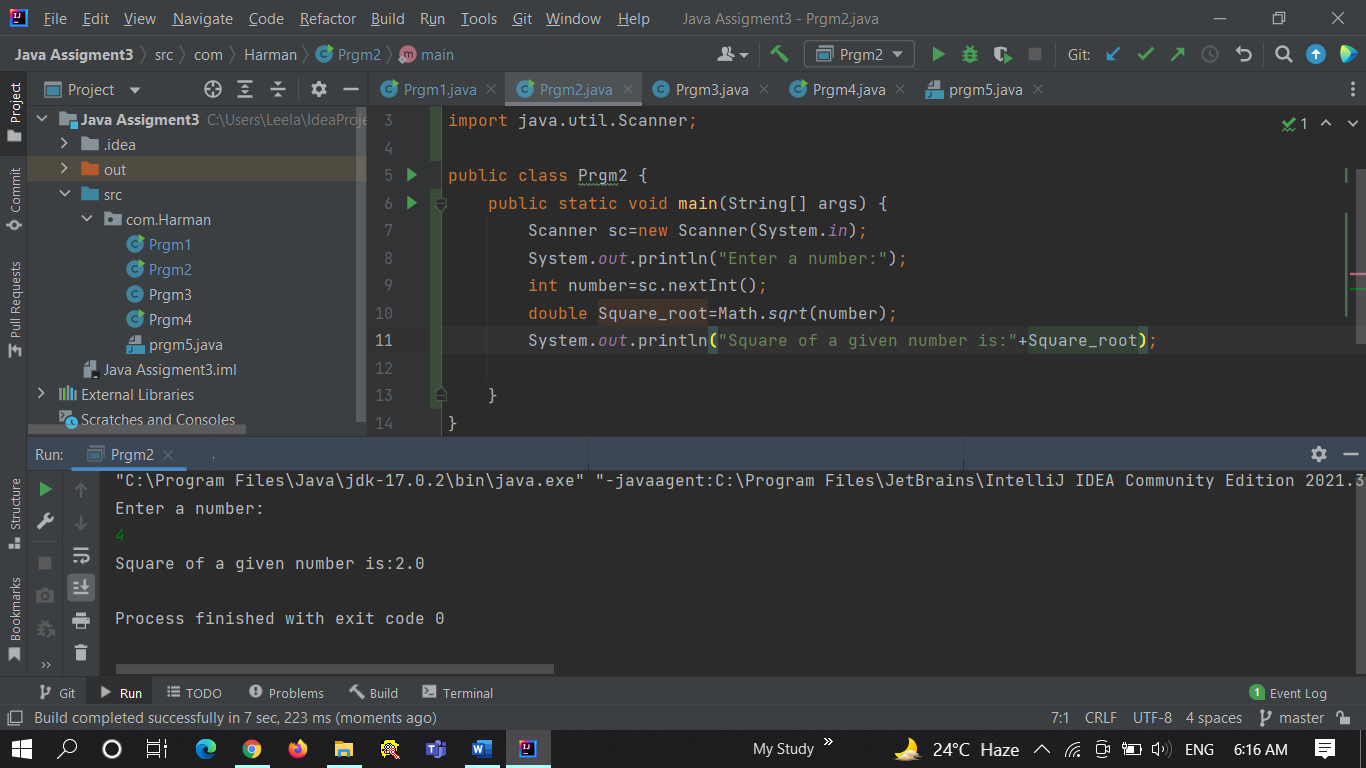 File Edit View Navigate Code Refactor Build Run Tools Git Window Help Java Assigment3 - Prgm2.java
Java Assigment3 src com Harman Prgm2 main Prgm2 Git:
Project Prgm1.java Prgm2.java Prgm3.java Prgm4.java prgm5.java
Project
Commit
Pull Requests
Structure
Bookmarks
Java Assigment3 C:\Users\Leela\IdeaProje
.idea
out
src
com.Harman
Prgm1
Prgm2
Prgm3
Prgm4
prgm5.java
Java Assigment3.iml
External Libraries
Scratches and Consoles
3 import java.util.Scanner;
4
5 public class Prgm2 {
6 public static void main(String[] args) {
7 Scanner sc=new Scanner(System.in);
8 System.out.println("Enter a number:");
9 int number=sc.nextInt();
10 double Square_root=Math.sqrt(number);
11 System.out.println("Square of a given number is:"+Square_root);
12
13 }
14 }
1
Run: Prgm2
"C:\Program Files\Java\jdk-17.0.2\bin\java.exe" "-javaagent:C:\Program Files\JetBrains\IntelliJ IDEA Community Edition 2021.3
Enter a number:
4
Square of a given number is:2.0
Process finished with exit code 0
Git Run TODO Problems Build Terminal 1 Event Log
Build completed successfully in 7 sec, 223 ms (moments ago) 7:1 CRLF UTF-8 4 spaces master
My Study » 24°C Haze ENG 6:16 AM